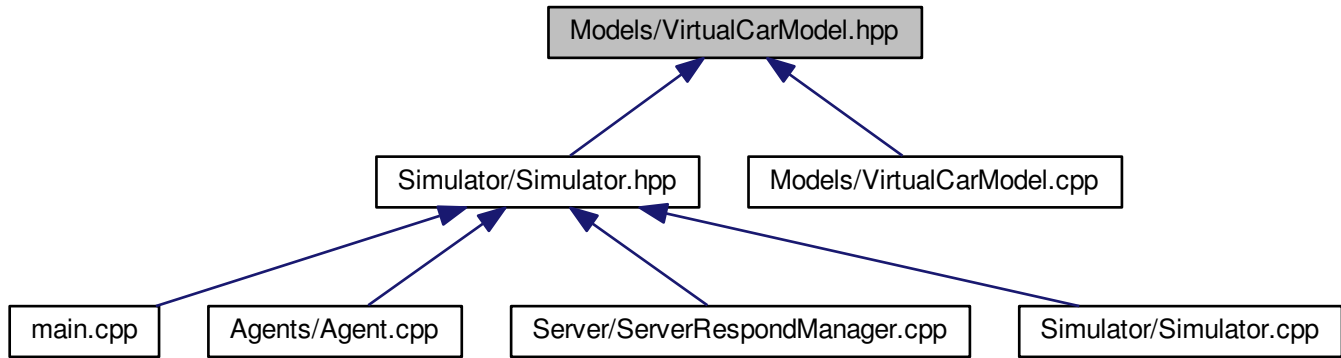 Models/VirtualCarModel.hpp
Simulator/Simulator.hpp
Models/VirtualCarModel.cpp
main.cpp
Agents/Agent.cpp
Server/ServerRespondManager.cpp
Simulator/Simulator.cpp